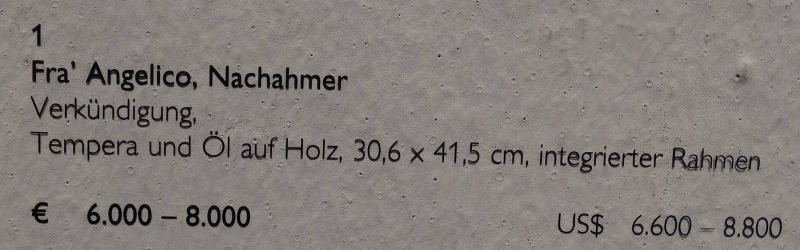 1
Fra' Angelico, Nachahmer
Verkündigung,
Tempera und Öl auf Holz, 30,6 x 41,5 cm, integrierter Rahmen
€ 6.000 – 8.000 US$ 6.600 – 8.800